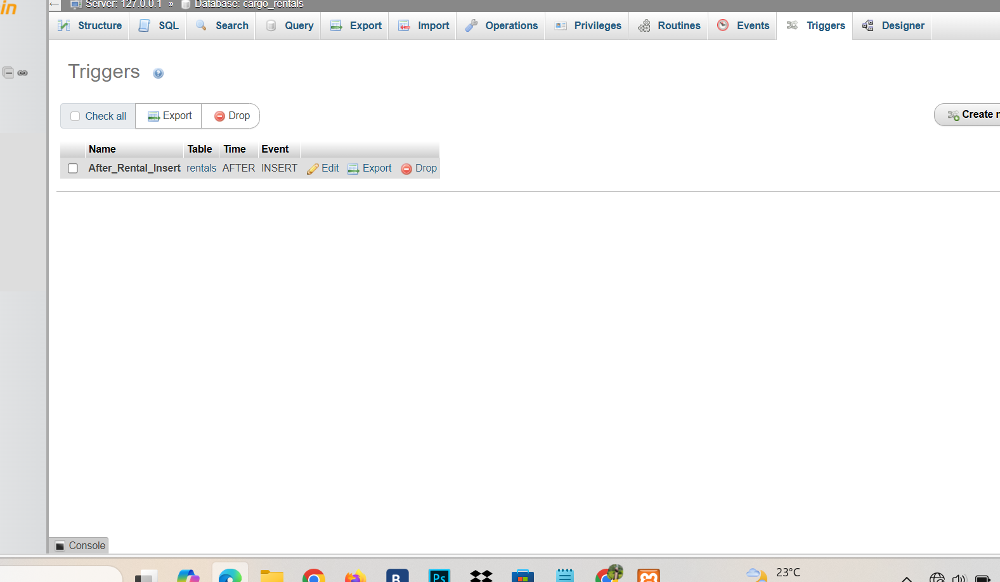 in
Server: 127.0.0.1 » Database: cargo_rentals
Structure SQL Search Query Export Import Operations Privileges Routines Events Triggers Designer
Triggers
Check all Export Drop
Create
Name Table Time Event
After_Rental_Insert rentals AFTER INSERT Edit Export Drop
Console
B Ps
23°C